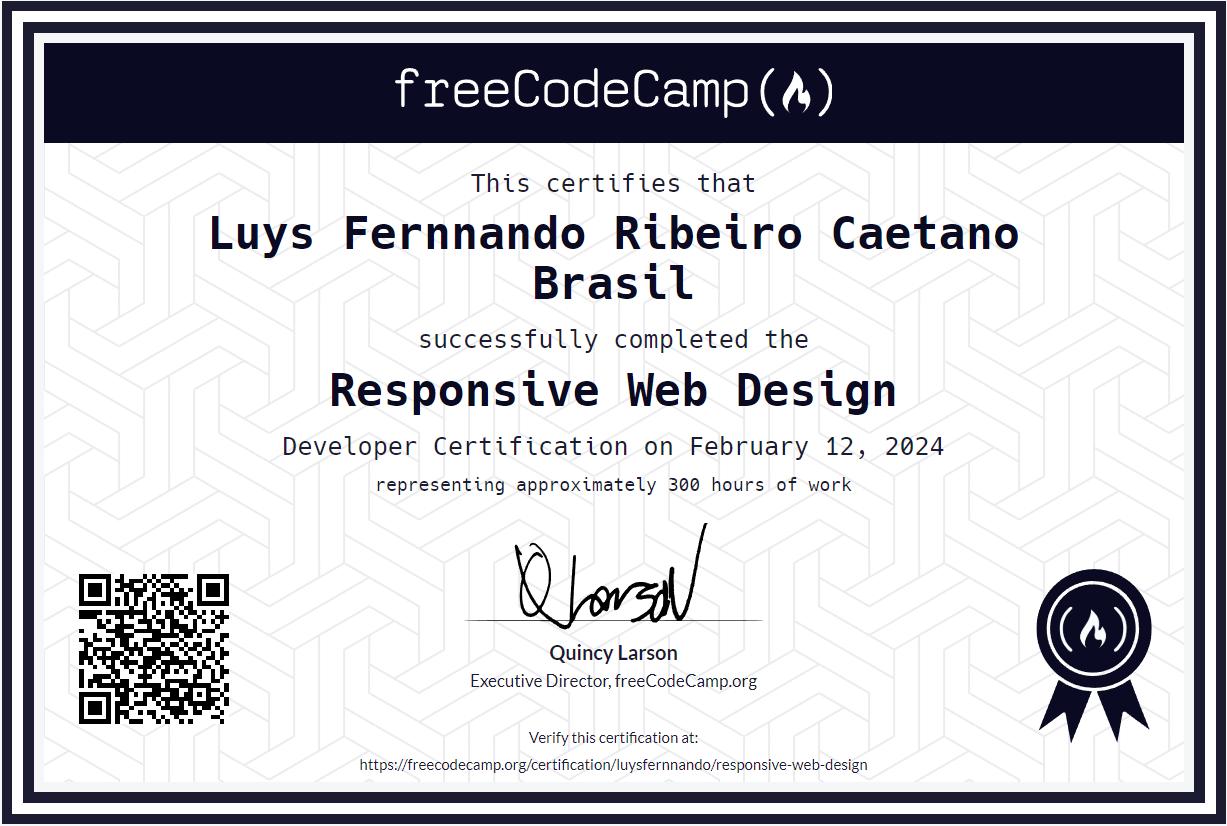 freeCodeCamp
This certifies that
Luys Fernnando Ribeiro Caetano
Brasil
successfully completed the
Responsive Web Design
Developer Certification on February 12, 2024
representing approximately 300 hours of work
Quincy Larson
Executive Director, freeCodeCamp.org
Verify this certification at:
https://freecodecamp.org/certification/luysfernnando/responsive-web-design